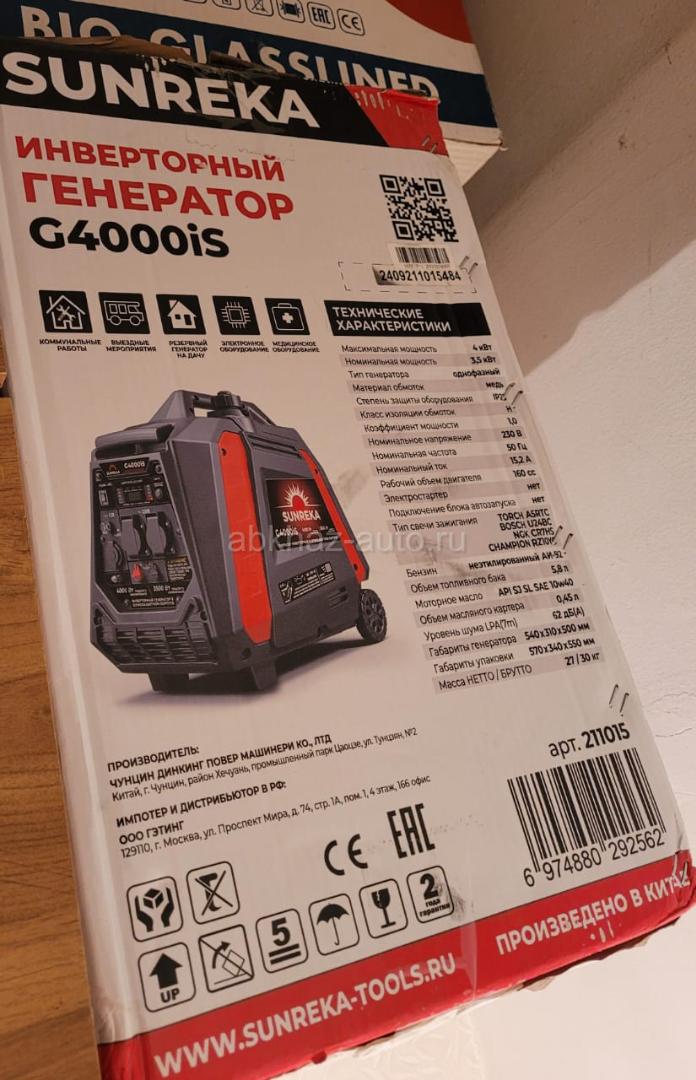 BIO-GLASSLINED
SUNREKA
ИНВЕРТОРНЫЙ
ГЕНЕРАТОР
G4000iS
2409211015484
КОММУНАЛЬНЫЕ РАБОТЫ
ВЫЕЗДНЫЕ МЕРОПРИЯТИЯ
РЕЗЕРВНЫЙ ГЕНЕРАТОР НА ДАЧУ
ЭЛЕКТРОННОЕ ОБОРУДОВАНИЕ
МЕДИЦИНСКОЕ ОБОРУДОВАНИЕ
ТЕХНИЧЕСКИЕ
ХАРАКТЕРИСТИКИ
Максимальная мощность 4 кВт
Номинальная мощность 3,5 кВт
Тип генератора однофазный
Материал обмоток медь
Степень защиты оборудования
Класс изоляции обмоток H
Коэффициент мощности 1,0
Номинальное напряжение 230 В
Номинальная частота 50 Гц
Номинальный ток 15,2 А
Рабочий объем двигателя 160 сс
Электростартер нет
Подключение блока автозапуска нет
Тип свечи зажигания TORCH A5RTC
BOSCH U24BC
NGK CR7HS
CHAMPION
Бензин неэтилированный АИ-92
Объем топливного бака 5,8 л
Моторное масло API SJ SL SAE 10w40
Объем масляного картера 0,45 л
Уровень шума LPA(7m) 62 дБ(А)
Габариты генератора 540х310х500 мм
Габариты упаковки 570х340х550 мм
Масса НЕТТО / БРУТТО 27 / 30 кг
G4000iS
SUNREKA
G4000iS
abkhaz-auto.ru
ПРОИЗВОДИТЕЛЬ:
ЧУНЦИН ДИНКИНГ ПОВЕР МАШИНЕРИ КО., ЛТД
Китай, г. Чунцин, район Хечуань, промышленный парк Цаоцзе, ул. Тунцзян, №2
ИМПОТЕР И ДИСТРИБЬЮТОР В РФ:
ООО ГЭТИНГ
129110, г. Москва, ул. Проспект Мира, д. 74, стр. 1А, пом. 1, 4 этаж, 166 офис
арт. 211015
6 974880 292562
CE EAC
5
2 года гарантии
UP
ПРОИЗВЕДЕНО В КИТАЕ
WWW.SUNREKA-TOOLS.RU